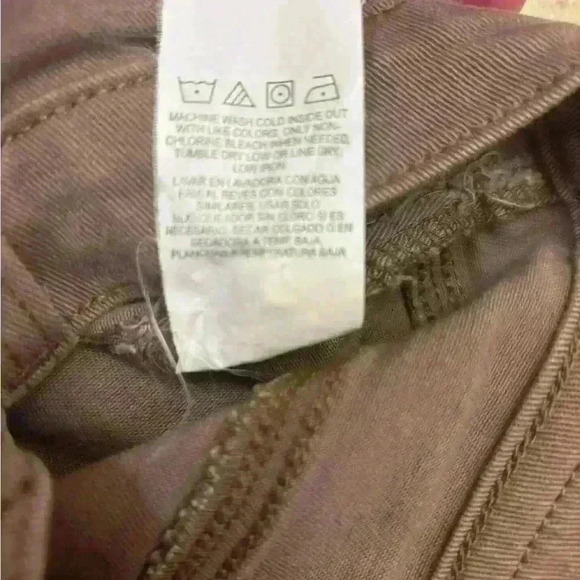 MACHINE WASH COLD INSIDE OUT
WITH LIKE COLORS, ONLY NON-
CHLORINE BLEACH WHEN NEEDED,
TUMBLE DRY LOW OR LINE DRY,
LOW IRON
LAVAR EN LAVADORA CON AGUA
FRIA AL REVES CON COLORES
SIMILARES USAR SOLO
BLANQUEADOR SIN CLORO SI ES
NECESARIO, SECAR COLGADO O EN
SECADORA A TEMP. BAJA,
PLANCHA A TEMPERATURA BAJA